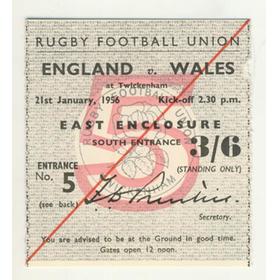 RUGBY FOOTBALL UNION
ENGLAND v. WALES
at Twickenham
21st January, 1956 Kick-off 2.30 p.m.
EAST ENCLOSURE
SOUTH ENTRANCE 3/6
ENTRANCE (STANDING ONLY)
No. 5
(see back)
Secretary.
You are advised to be at the Ground in good time.
Gates open 12 noon.